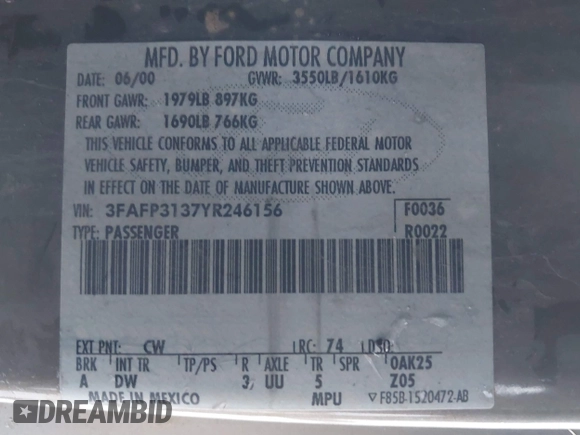 MFD. BY FORD MOTOR COMPANY
DATE: 06/00 GVWR: 3550LB/1610KG
FRONT GAWR: 1979LB 897KG
REAR GAWR: 1690LB 766KG
THIS VEHICLE CONFORMS TO ALL APPLICABLE FEDERAL MOTOR
VEHICLE SAFETY, BUMPER, AND THEFT PREVENTION STANDARDS
IN EFFECT ON THE DATE OF MANUFACTURE SHOWN ABOVE.
VIN: 3FAFP3137YR246156 F0036
TYPE: PASSENGER R0022
EXT PNT: CW RC: 74 DSO:
BRK INT TR TP/PS R AXLE TR SPR OAK25
A DW 3 UU 5 Z05
MADE IN MEXICO MPU F85B-1520472-AB
DREAMBID